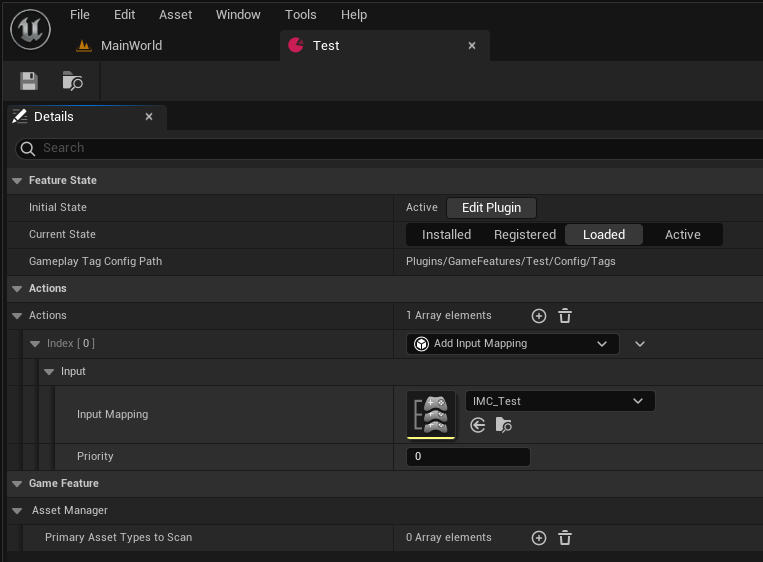 File Edit Asset Window Tools Help
MainWorld Test
Details
Search
Feature State
Initial State Active Edit Plugin
Current State Installed Registered Loaded Active
Gameplay Tag Config Path Plugins/GameFeatures/Test/Config/Tags
Actions
Actions 1 Array elements
Index [ 0 ] Add Input Mapping
Input
Input Mapping IMC_Test
Priority 0
Game Feature
Asset Manager
Primary Asset Types to Scan 0 Array elements